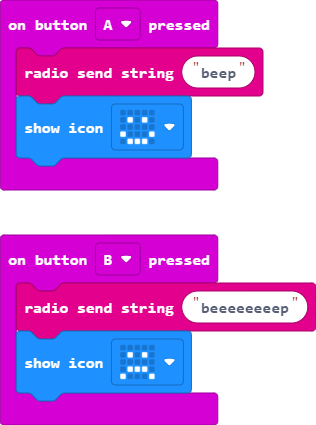 on button A pressed
radio send string "beep"
show icon
on button B pressed
radio send string "beeeeeeeep"
show icon